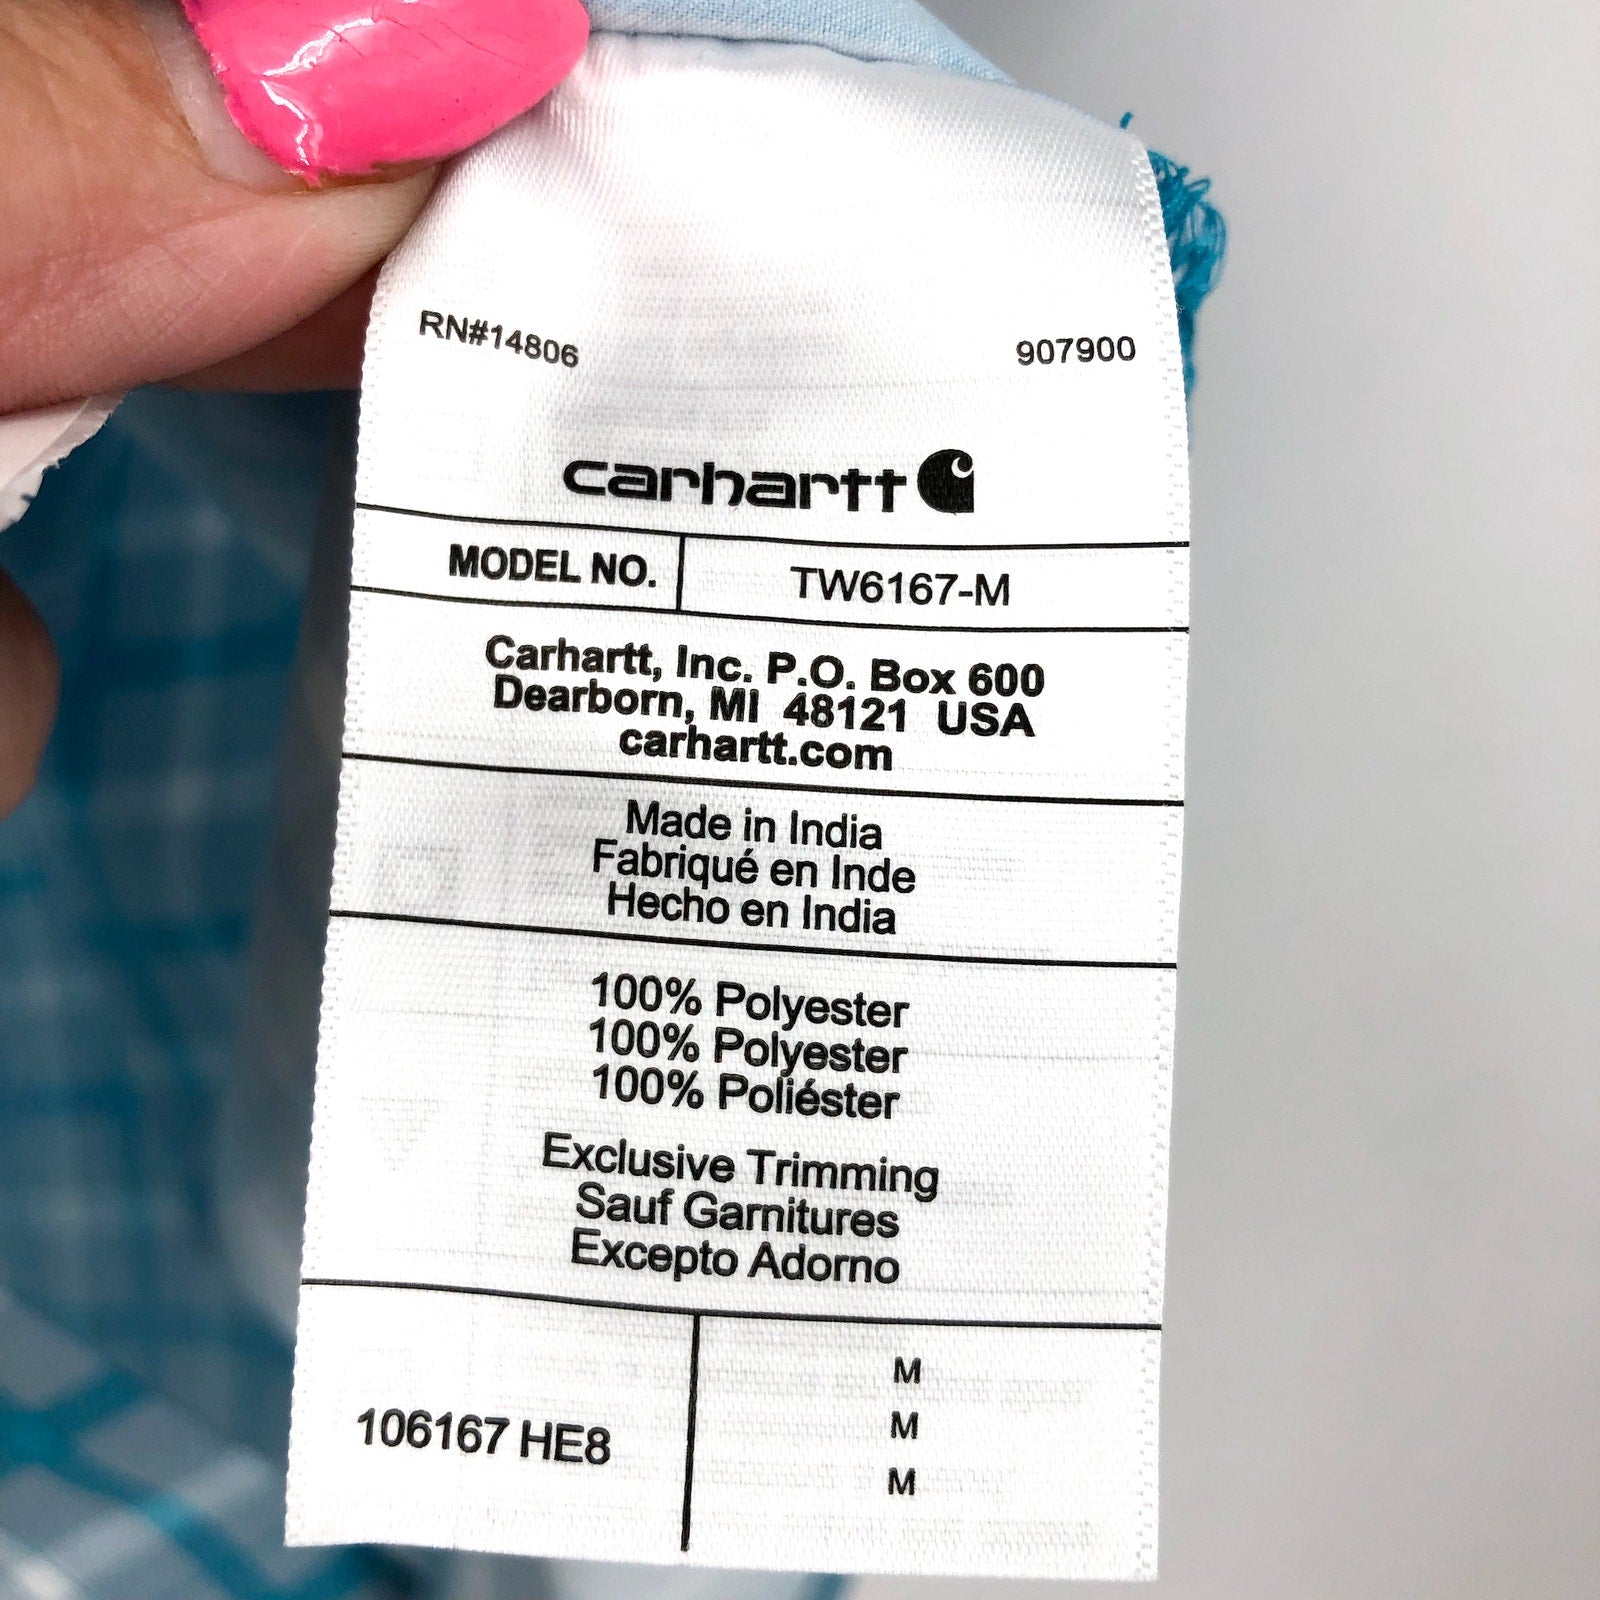 RN#14806 907900
carhartt
MODEL NO. TW6167-M
Carhartt, Inc. P.O. Box 600
Dearborn, MI 48121 USA
carhartt.com
Made in India
Fabriqué en Inde
Hecho en India
100% Polyester
100% Polyester
100% Poliéster
Exclusive Trimming
Sauf Garnitures
Excepto Adorno
106167 HE8
M
M
M